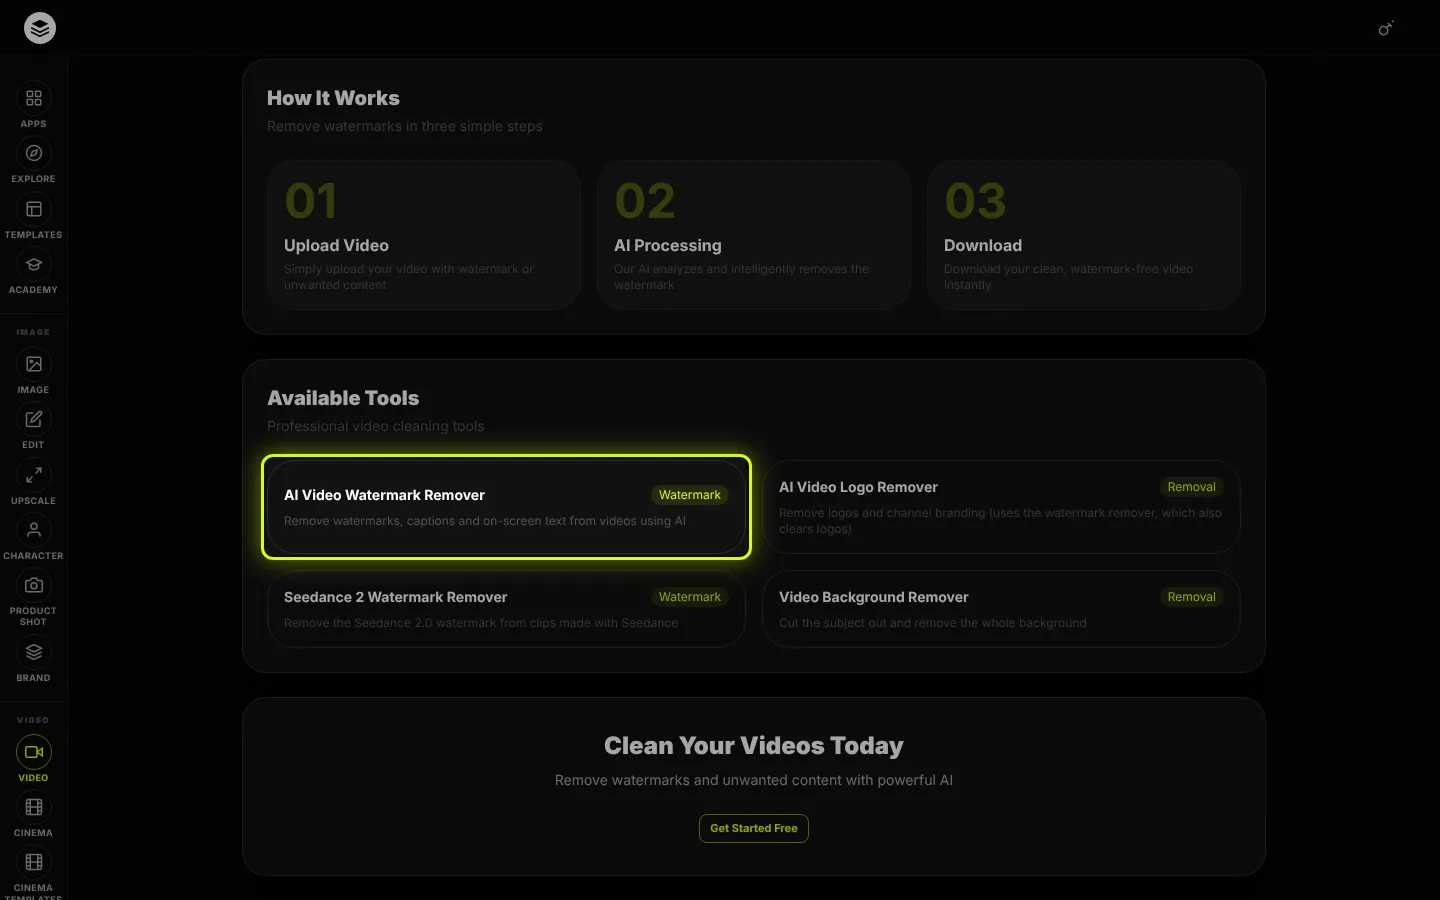 APPS
EXPLORE
TEMPLATES
ACADEMY
IMAGE
IMAGE
EDIT
UPSCALE
CHARACTER
PRODUCT
SHOT
BRAND
VIDEO
VIDEO
CINEMA
CINEMA
TEMPLATES
How It Works
Remove watermarks in three simple steps
01
Upload Video
Simply upload your video with watermark or
unwanted content
02
AI Processing
Our AI analyzes and intelligently removes the
watermark
03
Download
Download your clean, watermark-free video
instantly
Available Tools
Professional video cleaning tools
AI Video Watermark Remover
Watermark
Remove watermarks, captions and on-screen text from videos using AI
AI Video Logo Remover
Removal
Remove logos and channel branding (uses the watermark remover, which also
clears logos)
Seedance 2 Watermark Remover
Watermark
Remove the Seedance 2.0 watermark from clips made with Seedance
Video Background Remover
Removal
Cut the subject out and remove the whole background
Clean Your Videos Today
Remove watermarks and unwanted content with powerful AI
Get Started Free